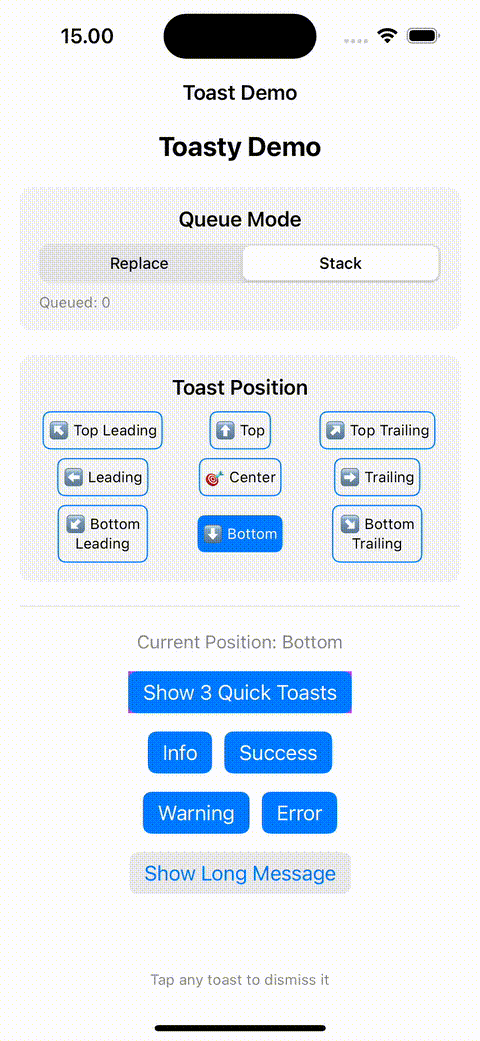 15.00
Toast Demo
Toasty Demo
Queue Mode
Replace Stack
Queued: 0
Toast Position
↖️ Top Leading ⬆️ Top ↗️ Top Trailing
⬅️ Leading 🎯 Center ➡️ Trailing
↙️ Bottom Leading ⬇️ Bottom ↘️ Bottom Trailing
Current Position: Bottom
Show 3 Quick Toasts
Info Success
Warning Error
Show Long Message
Tap any toast to dismiss it